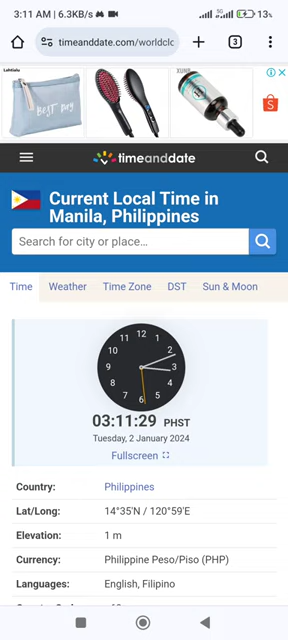 3:11 AM | 6.3KB/s
5G
13%
timeanddate.com/worldclo
3
Lahilalu
BEST DAY
XUNR
timeanddate
Current Local Time in
Manila, Philippines
Search for city or place...
Time Weather Time Zone DST Sun & Moon
12
11 1
10 2
9 3
8 4
7 5
6
03:11:29 PHST
Tuesday, 2 January 2024
Fullscreen
Country: Philippines
Lat/Long: 14°35'N / 120°59'E
Elevation: 1 m
Currency: Philippine Peso/Piso (PHP)
Languages: English, Filipino